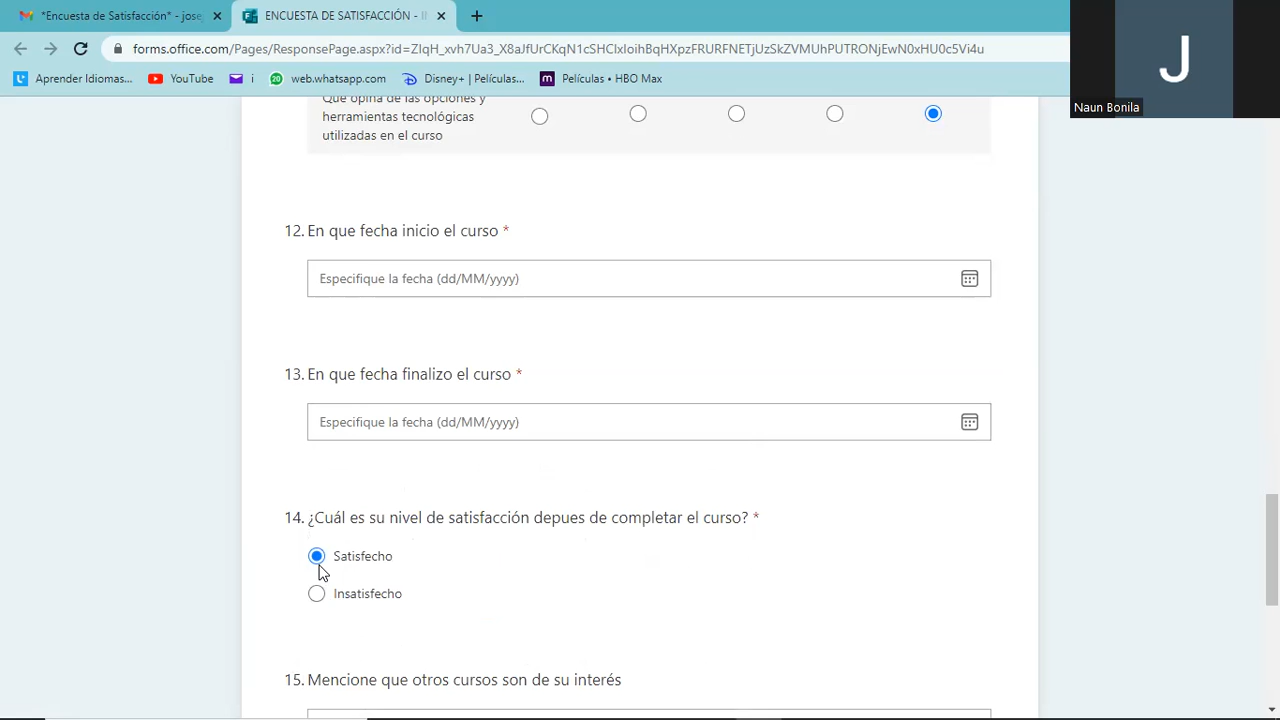 *Encuesta de Satisfacción* - jose
ENCUESTA DE SATISFACCIÓN - I
forms.office.com/Pages/ResponsePage.aspx?id=ZIqH_xvh7Ua3_X8aJfUrCKqN1cSHClxIoihBqHXpzFRURFNETjUzSkZVMUhPUTRONjEwN0xHU0c5Vi4u
Aprender Idiomas...
YouTube
i
20
web.whatsapp.com
Disney+ | Películas...
m
Películas • HBO Max
J
Naun Bonila
Que opina de las opciones y
herramientas tecnológicas
utilizadas en el curso
12. En que fecha inicio el curso *
Especifique la fecha (dd/MM/yyyy)
13. En que fecha finalizo el curso *
Especifique la fecha (dd/MM/yyyy)
14. ¿Cuál es su nivel de satisfacción depues de completar el curso? *
Satisfecho
Insatisfecho
15. Mencione que otros cursos son de su interés